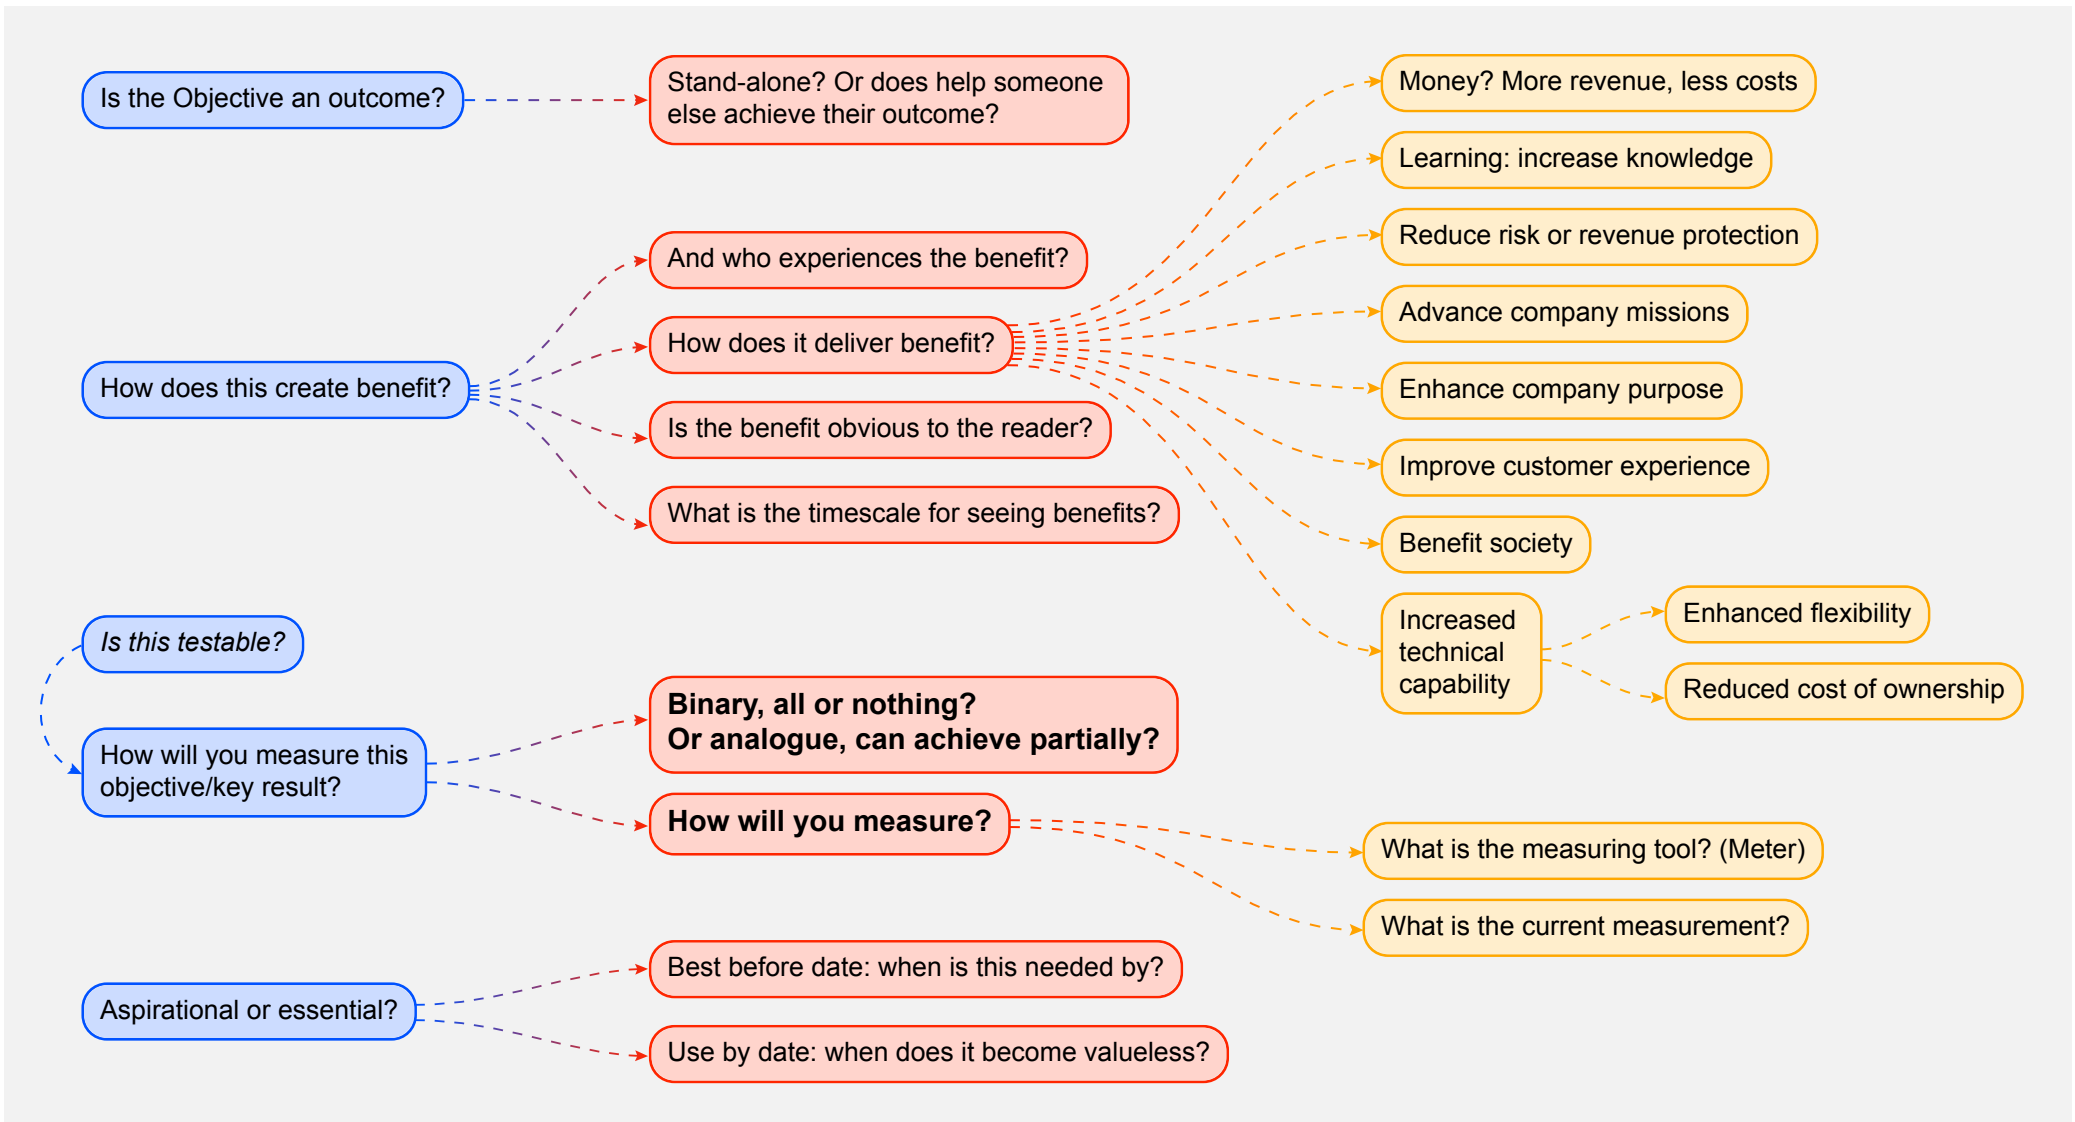 Is the Objective an outcome?
Stand-alone? Or does help someone
else achieve their outcome?
How does this create benefit?
And who experiences the benefit?
How does it deliver benefit?
Is the benefit obvious to the reader?
What is the timescale for seeing benefits?
Money? More revenue, less costs
Learning: increase knowledge
Reduce risk or revenue protection
Advance company missions
Enhance company purpose
Improve customer experience
Benefit society
Increased
technical
capability
Enhanced flexibility
Reduced cost of ownership
Is this testable?
How will you measure this
objective/key result?
Binary, all or nothing?
Or analogue, can achieve partially?
How will you measure?
What is the measuring tool? (Meter)
What is the current measurement?
Aspirational or essential?
Best before date: when is this needed by?
Use by date: when does it become valueless?